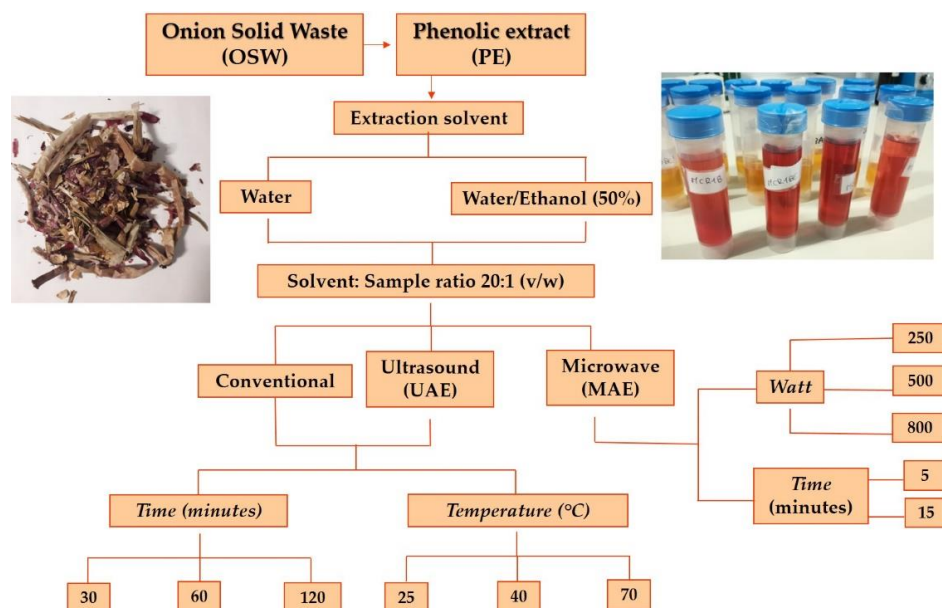 Onion Solid Waste
(OSW)
Phenolic extract
(PE)
Extraction solvent
Water
Water/Ethanol (50%)
Solvent: Sample ratio 20:1 (v/w)
Conventional
Ultrasound
(UAE)
Microwave
(MAE)
Watt
250
500
800
Time
(minutes)
5
15
Time (minutes)
Temperature (°C)
30
60
120
25
40
70